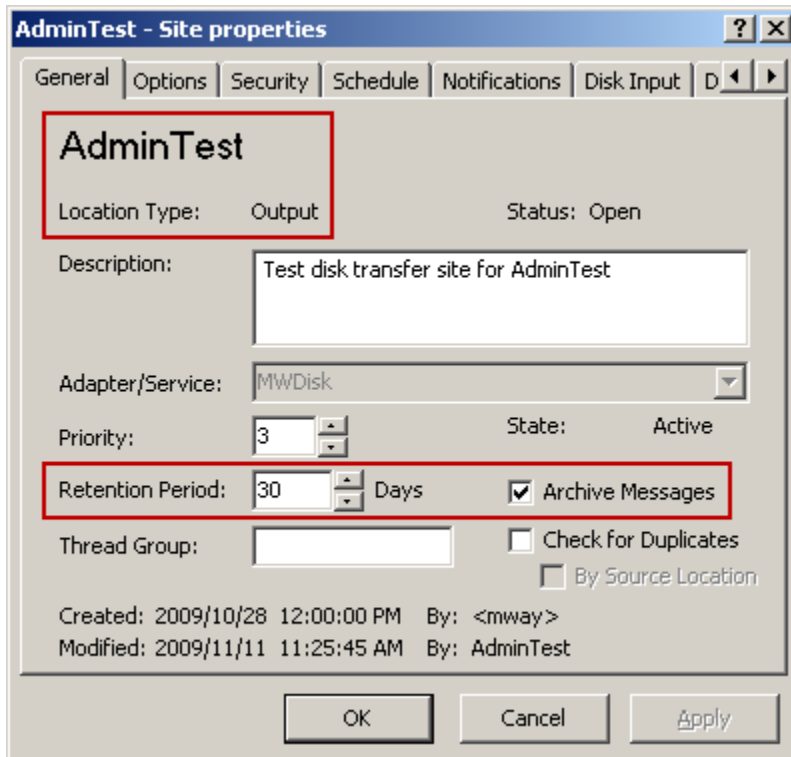 AdminTest - Site properties
General Options Security Schedule Notifications Disk Input D
AdminTest
Location Type: Output Status: Open
Description: Test disk transfer site for AdminTest
Adapter/Service: MWDisk
Priority: 3 State: Active
Retention Period: 30 Days Archive Messages
Thread Group: Check for Duplicates
By Source Location
Created: 2009/10/28 12:00:00 PM By: <mway>
Modified: 2009/11/11 11:25:45 AM By: AdminTest
OK Cancel Apply